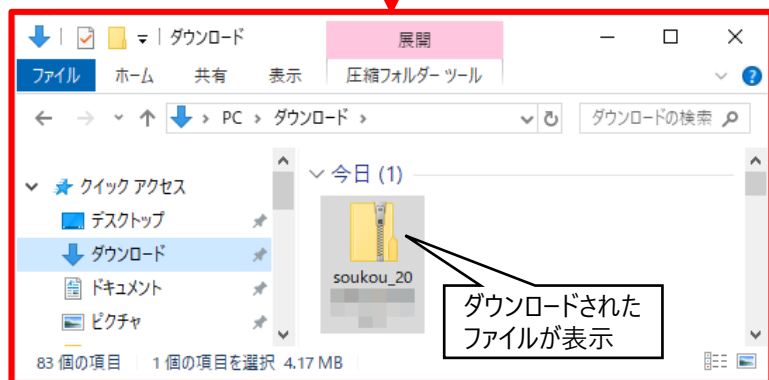 ダウンロード
展開
ファイル ホーム 共有 表示 圧縮フォルダー ツール
PC > ダウンロード >
ダウンロードの検索
クイック アクセス
デスクトップ
ダウンロード
ドキュメント
ピクチャ
今日 (1)
soukou_20
ダウンロードされた
ファイルが表示
83 個の項目 1 個の項目を選択 4.17 MB